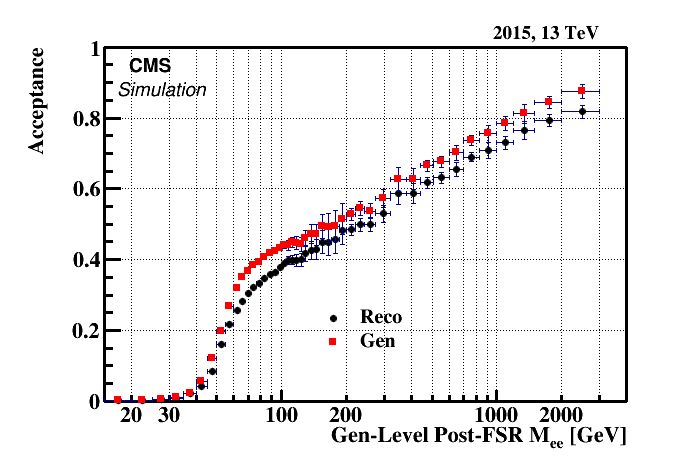 2015, 13 TeV
Acceptance
CMS
Simulation
1
0.8
0.6
0.4
0.2
0
Reco
Gen
20 30 100 200 1000 2000
Gen-Level Post-FSR Mee [GeV]